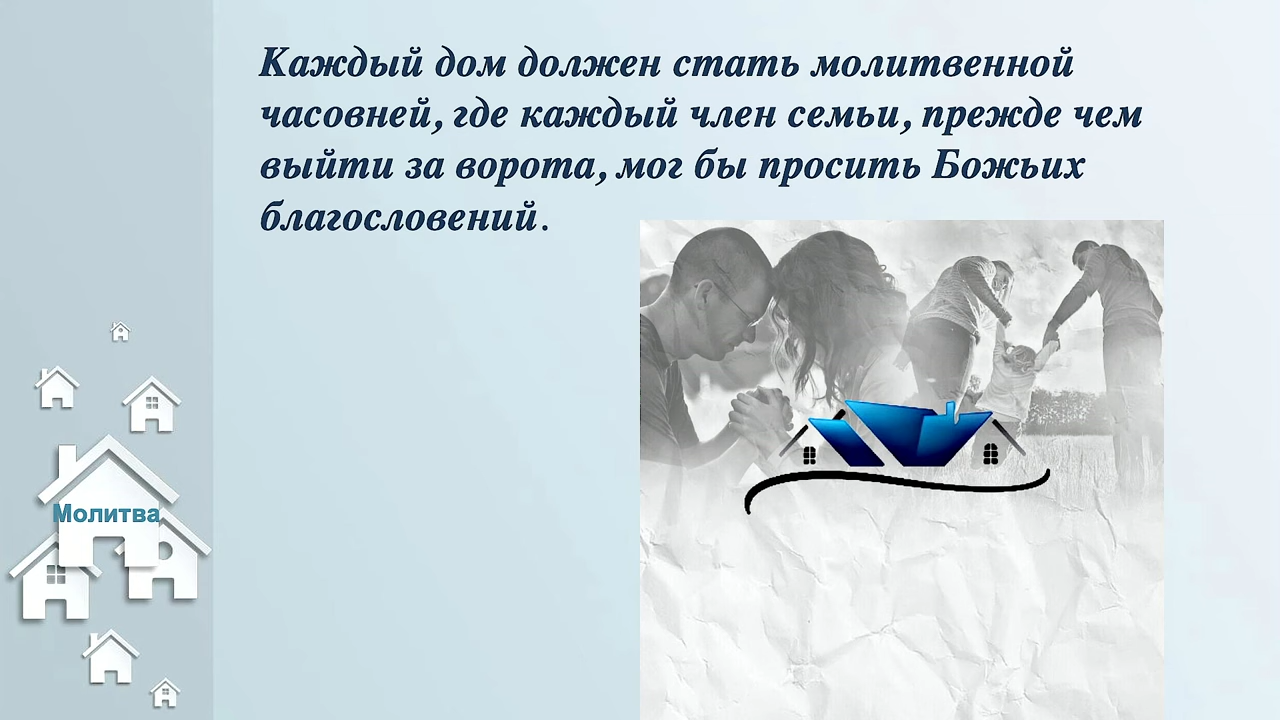 Каждый дом должен стать молитвенной
часовней, где каждый член семьи, прежде чем
выйти за ворота, мог бы просить Божьих
благословений.
Молитва